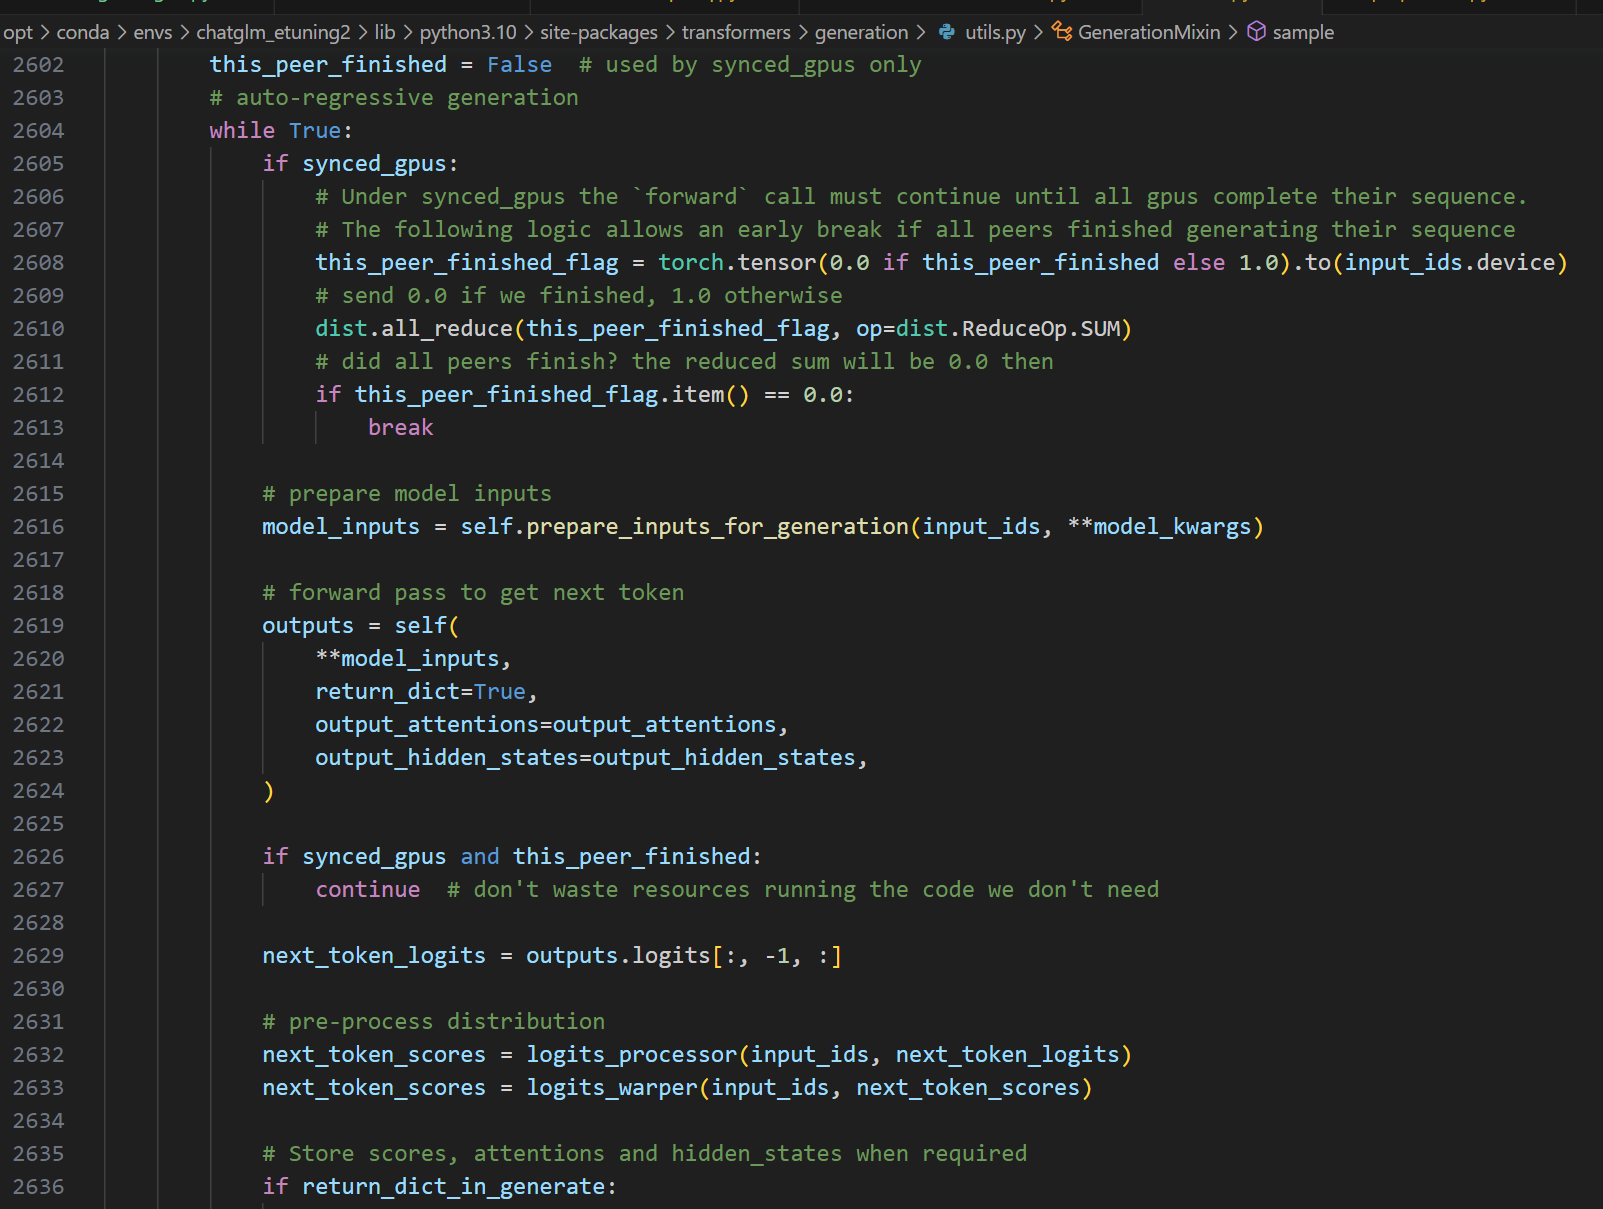 opt > conda > envs > chatglm_etuning2 > lib > python3.10 > site-packages > transformers > generation > utils.py > GenerationMixin > sample
2602 this_peer_finished = False  # used by synced_gpus only
2603 # auto-regressive generation
2604 while True:
2605     if synced_gpus:
2606         # Under synced_gpus the `forward` call must continue until all gpus complete their sequence.
2607         # The following logic allows an early break if all peers finished generating their sequence
2608         this_peer_finished_flag = torch.tensor(0.0 if this_peer_finished else 1.0).to(input_ids.device)
2609         # send 0.0 if we finished, 1.0 otherwise
2610         dist.all_reduce(this_peer_finished_flag, op=dist.ReduceOp.SUM)
2611         # did all peers finish? the reduced sum will be 0.0 then
2612         if this_peer_finished_flag.item() == 0.0:
2613             break
2614
2615     # prepare model inputs
2616     model_inputs = self.prepare_inputs_for_generation(input_ids, **model_kwargs)
2617
2618     # forward pass to get next token
2619     outputs = self(
2620         **model_inputs,
2621         return_dict=True,
2622         output_attentions=output_attentions,
2623         output_hidden_states=output_hidden_states,
2624     )
2625
2626     if synced_gpus and this_peer_finished:
2627         continue  # don't waste resources running the code we don't need
2628
2629     next_token_logits = outputs.logits[:, -1, :]
2630
2631     # pre-process distribution
2632     next_token_scores = logits_processor(input_ids, next_token_logits)
2633     next_token_scores = logits_warper(input_ids, next_token_scores)
2634
2635     # Store scores, attentions and hidden_states when required
2636     if return_dict_in_generate: